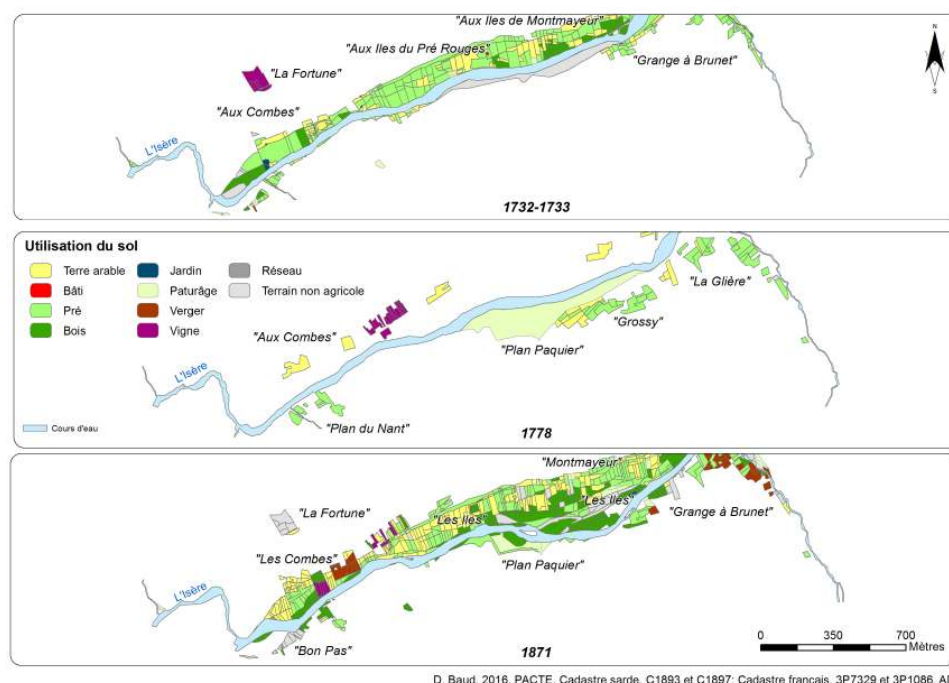 "Aux Iles de Montmayeur"
"Aux Iles du Pré Rouges"
"Grange à Brunet"
"La Fortune"
"Aux Combes"
L'Isère
N
S
1732-1733
Utilisation du sol
Terre arable
Jardin
Réseau
Bâti
Paturâge
Terrain non agricole
Pré
Verger
Bois
Vigne
"La Glière"
"Grossy"
"Aux Combes"
"Plan Paquier"
L'Isère
"Plan du Nant"
Cours d'eau
1778
"Montmayeur"
"La Fortune"
"Les Iles"
"Les Iles"
"Grange à Brunet"
"Les Combes"
"Plan Paquier"
L'Isère
"Bon Pas"
0 350 700
Mètres
1871
D. Baud, 2016, PACTE, Cadastre sarde, C1893 et C1897; Cadastre français, 3P7329 et 3P1086,